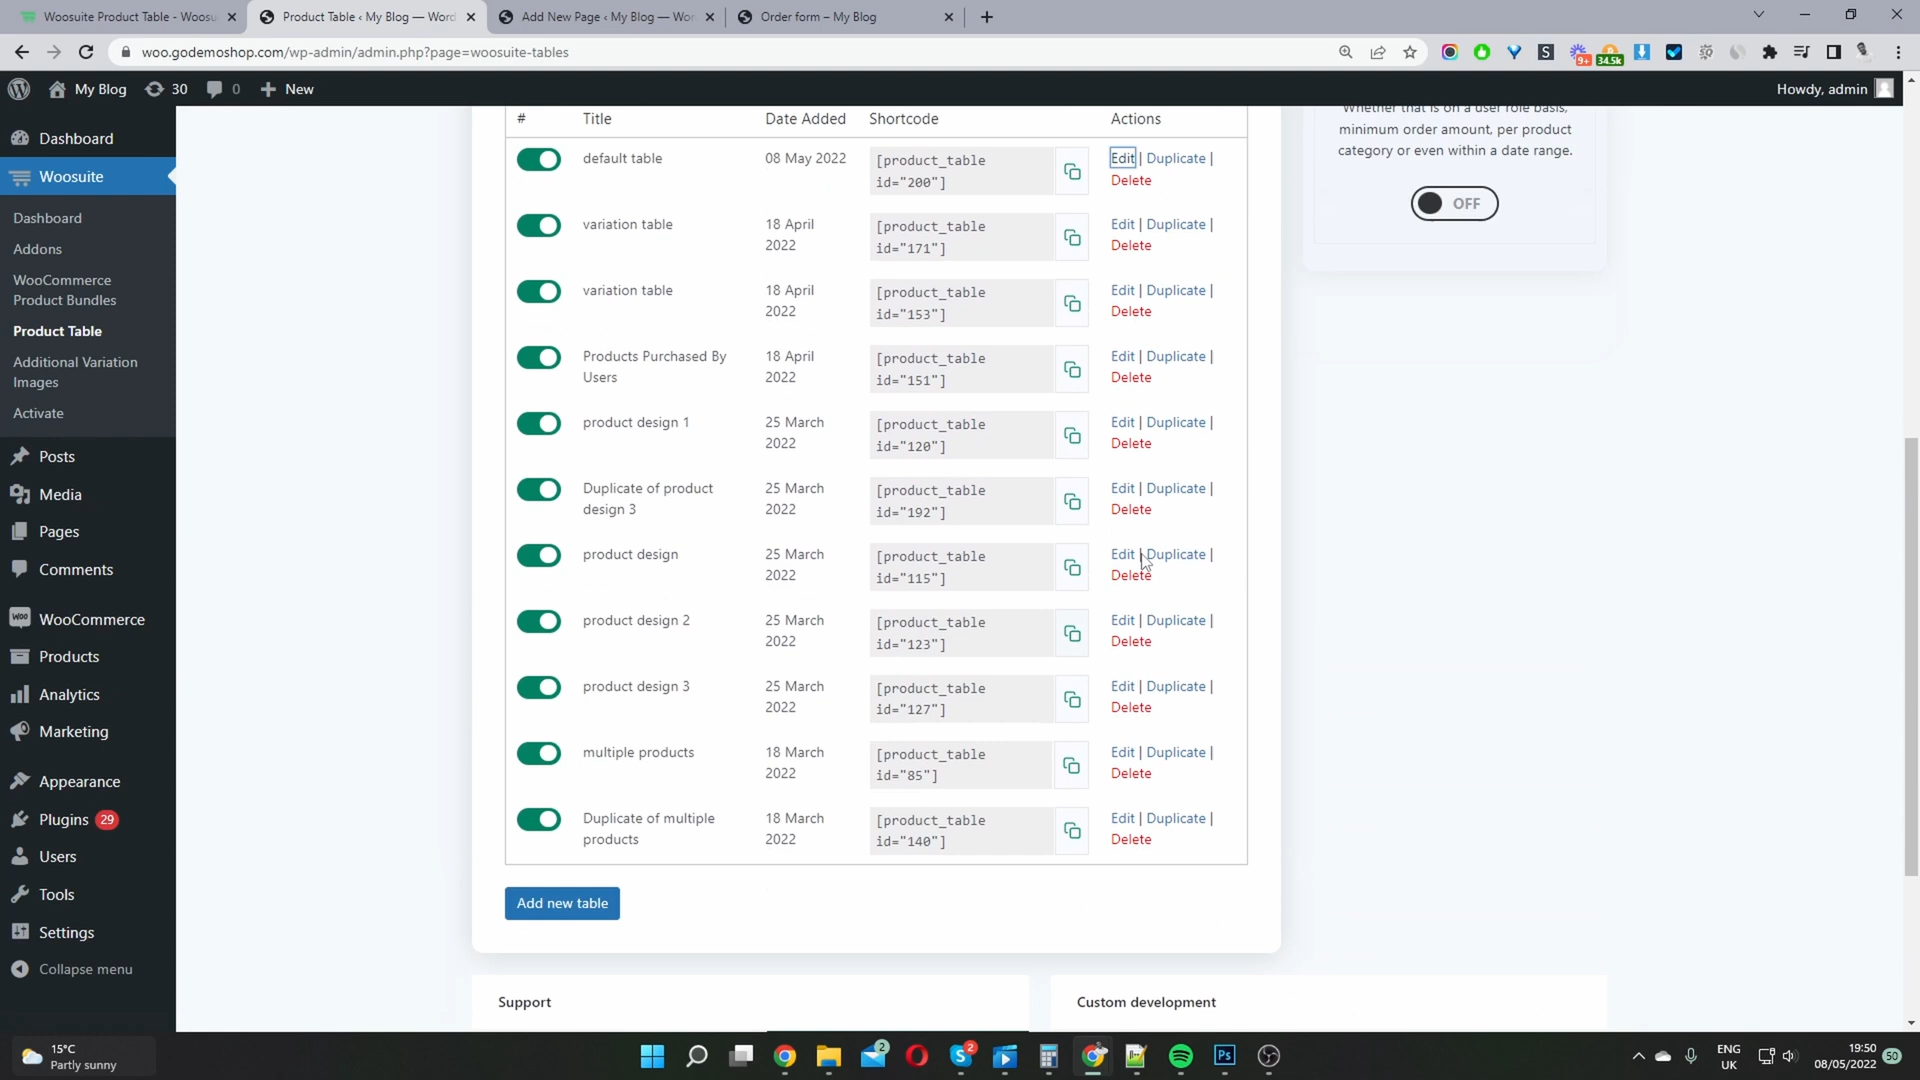 Woosuite Product Table - Woosu
Product Table ‹ My Blog — Word
Add New Page ‹ My Blog — Wor
Order form – My Blog
woo.godemoshop.com/wp-admin/admin.php?page=woosuite-tables
9+
34.5k
My Blog
30
0
New
Howdy, admin
Dashboard
Woosuite
Dashboard
Addons
WooCommerce
Product Bundles
Product Table
Additional Variation
Images
Activate
Posts
Media
Pages
Comments
WooCommerce
Products
Analytics
Marketing
Appearance
Plugins 29
Users
Tools
Settings
Collapse menu
# Title Date Added Shortcode Actions
default table 08 May 2022 [product_table Edit | Duplicate |
id="200"] Delete
variation table 18 April [product_table Edit | Duplicate |
2022 id="171"] Delete
variation table 18 April [product_table Edit | Duplicate |
2022 id="153"] Delete
Products Purchased By 18 April [product_table Edit | Duplicate |
Users 2022 id="151"] Delete
product design 1 25 March [product_table Edit | Duplicate |
2022 id="120"] Delete
Duplicate of product 25 March [product_table Edit | Duplicate |
design 3 2022 id="192"] Delete
product design 25 March [product_table Edit | Duplicate |
2022 id="115"] Delete
product design 2 25 March [product_table Edit | Duplicate |
2022 id="123"] Delete
product design 3 25 March [product_table Edit | Duplicate |
2022 id="127"] Delete
multiple products 18 March [product_table Edit | Duplicate |
2022 id="85"] Delete
Duplicate of multiple 18 March [product_table Edit | Duplicate |
products 2022 id="140"] Delete
Add new table
Whether that is on a user role basis,
minimum order amount, per product
category or even within a date range.
OFF
Support
Custom development
15°C
Partly sunny
2
2
Ps
ENG
UK
19:50
08/05/2022
50